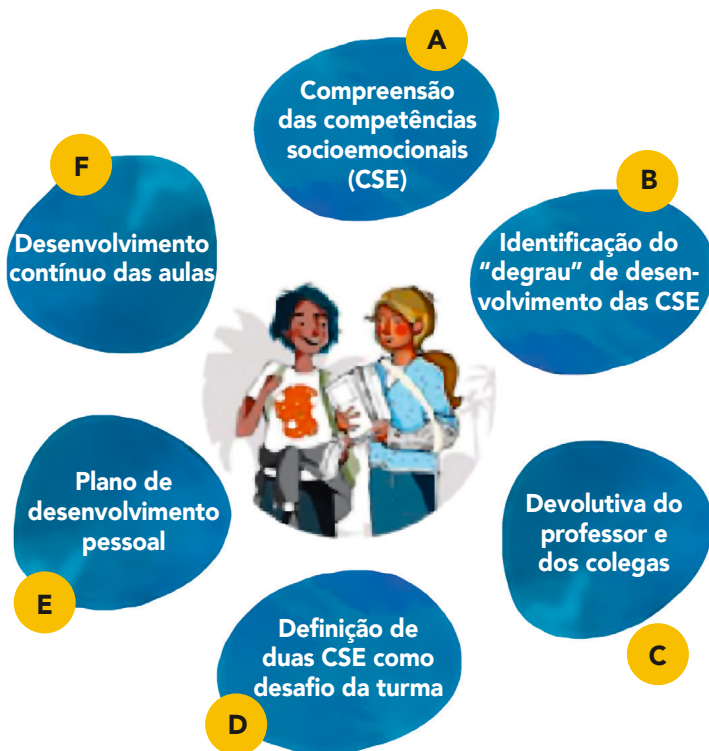 A
Compreensão
das competências
socioemocionais
(CSE)
B
Identificação do
"degrau" de desen-
volvimento das CSE
C
Devolutiva do
professor e
dos colegas
D
Definição de
duas CSE como
desafio da turma
E
Plano de
desenvolvimento
pessoal
F
Desenvolvimento
contínuo das aulas